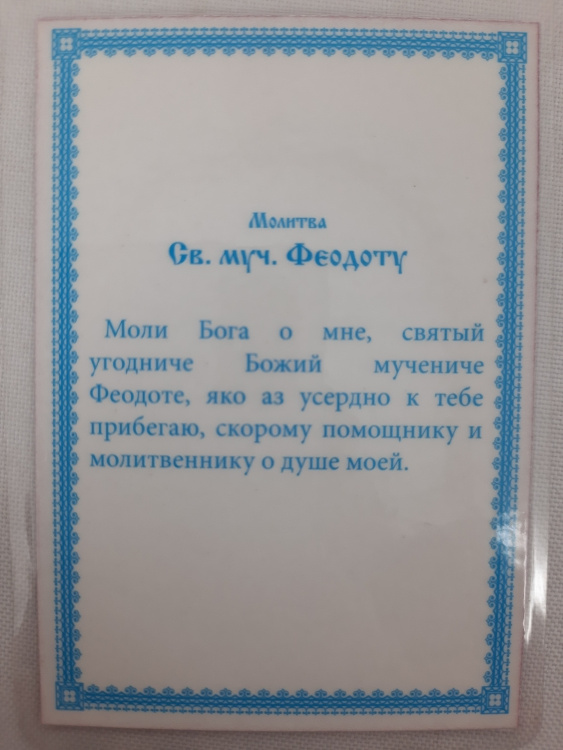 Молитва
Св. муч. Феодоту
Моли Бога о мне, святый
угодниче Божий мучениче
Феодоте, яко аз усердно к тебе
прибегаю, скорому помощнику и
молитвеннику о душе моей.